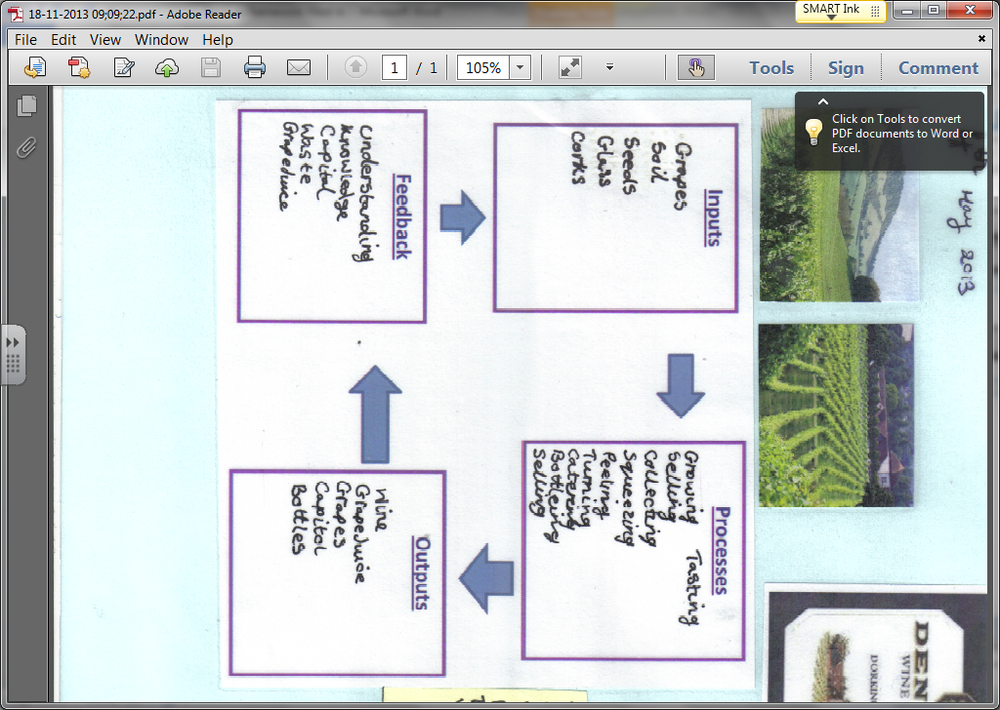 18-11-2013 09;09;22.pdf - Adobe Reader
SMART Ink
File Edit View Window Help
1 / 1 105% Tools Sign Comment
Click on Tools to convert
PDF documents to Word or
Excel.
May 2013
Inputs
Grapes
Soil
Seeds
Glass
Corks
Processes
Growing Tasting
Selling
Collecting
Squeezing
Peeling
Turning
Catering
Bottleing
Selling
Outputs
Wine
Grapejuice
Grapes
Capital
Bottles
Feedback
Understanding
Knowledge
Capital
Waste
Grapejuice
DEN
WINE
DORKIN